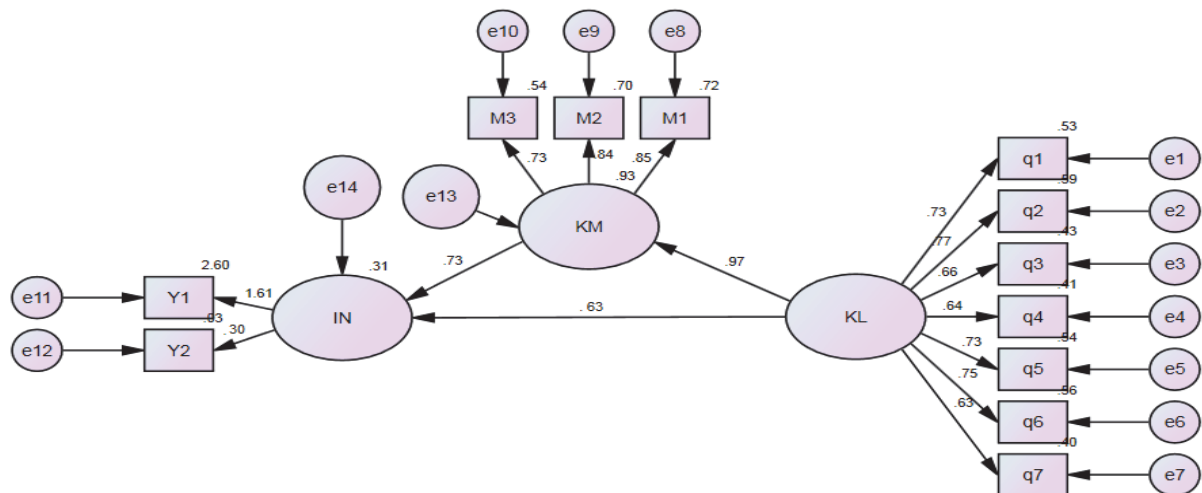 e10
e9
e8
.54
.70
.72
M3
M2
M1
.73
.84
.85
.93
.53
q1
e1
e14
e13
KM
.59
q2
e2
.73
.77
.43
q3
e3
.66
2.60
.31
.73
.97
.41
e11
Y1
1.61
IN
.63
KL
.64
q4
e4
.03
.30
.54
e12
Y2
.73
q5
e5
.75
.56
.63
q6
e6
.40
q7
e7